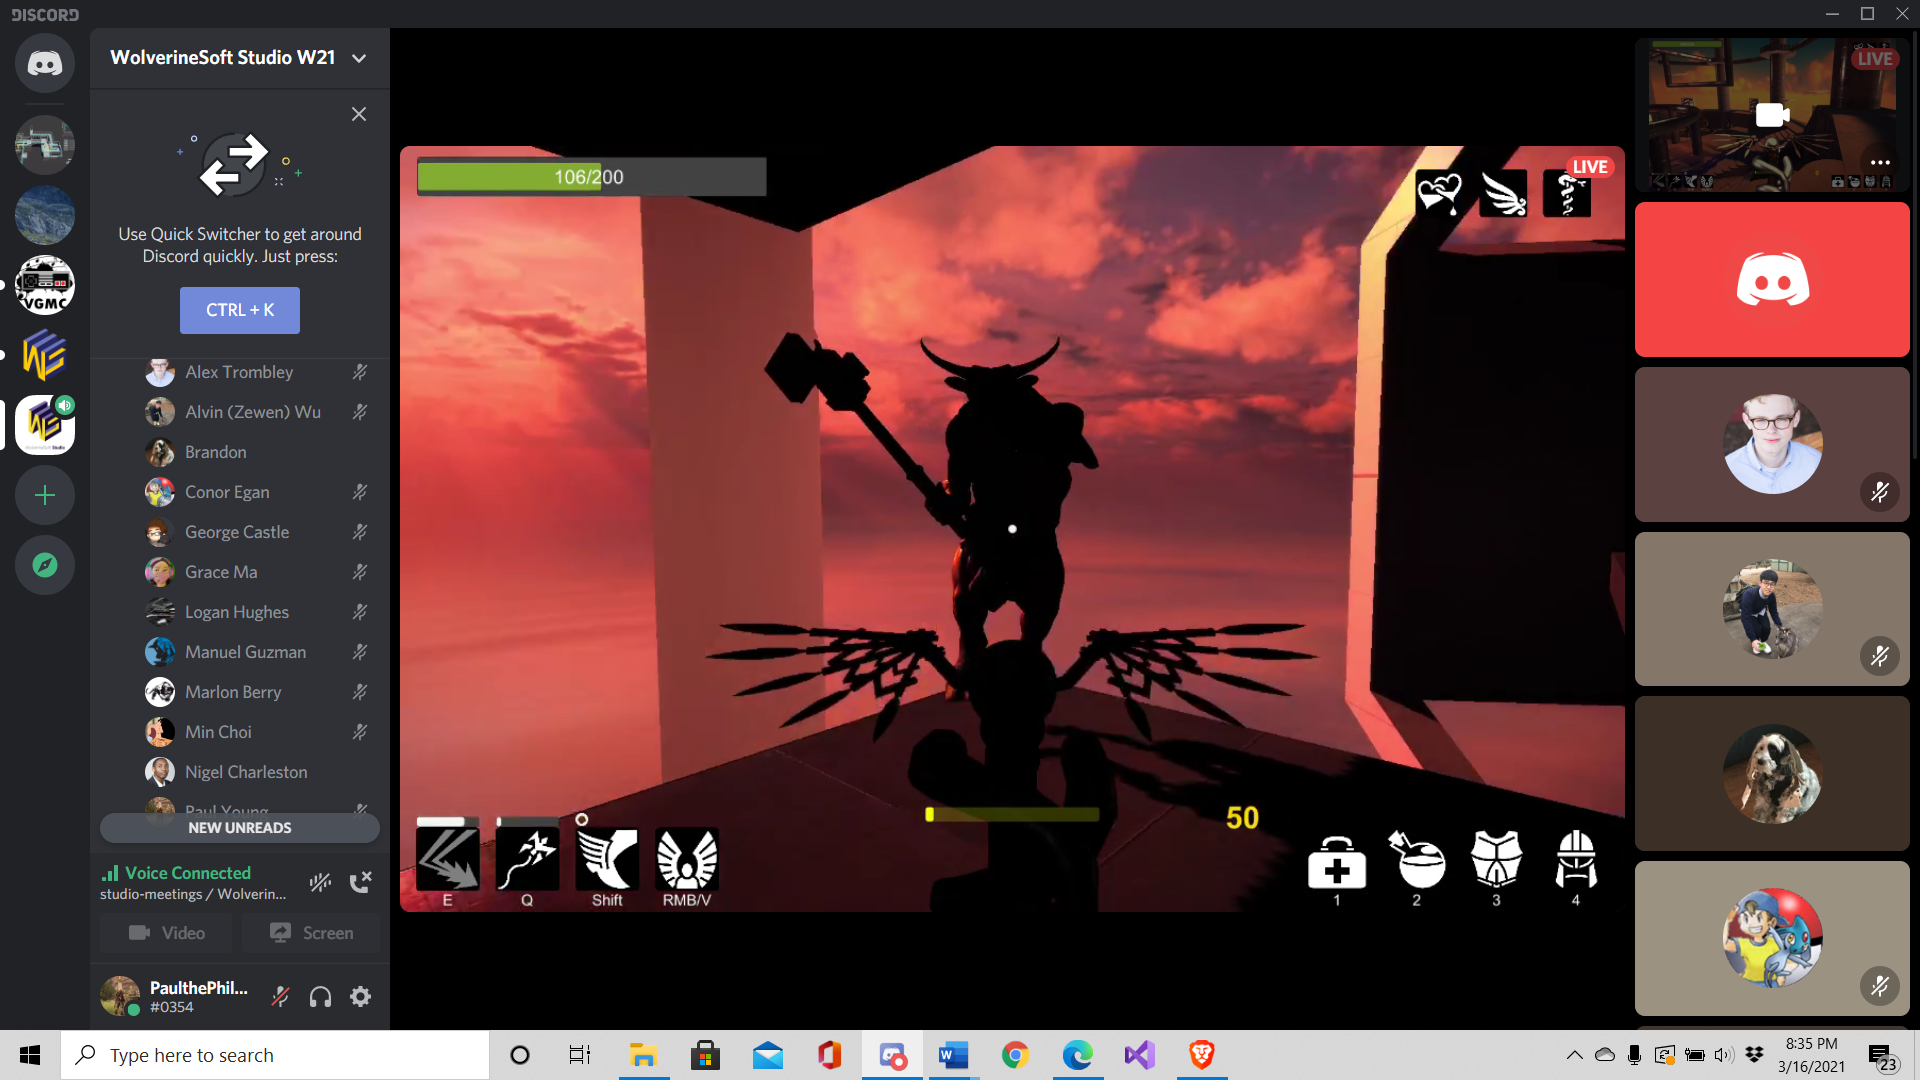 DISCORD
WolverineSoft Studio W21
Use Quick Switcher to get around
Discord quickly. Just press:
CTRL + K
VGMC
Alex Trombley
Alvin (Zewen) Wu
Brandon
Conor Egan
George Castle
Grace Ma
Logan Hughes
Manuel Guzman
Marlon Berry
Min Choi
Nigel Charleston
Paul Young
NEW UNREADS
Voice Connected
studio-meetings / Wolverin...
Video
Screen
PaulthePhil...
#0354
106/200
LIVE
E
Q
Shift
RMB/V
50
1
2
3
4
LIVE
Type here to search
8:35 PM
3/16/2021
23